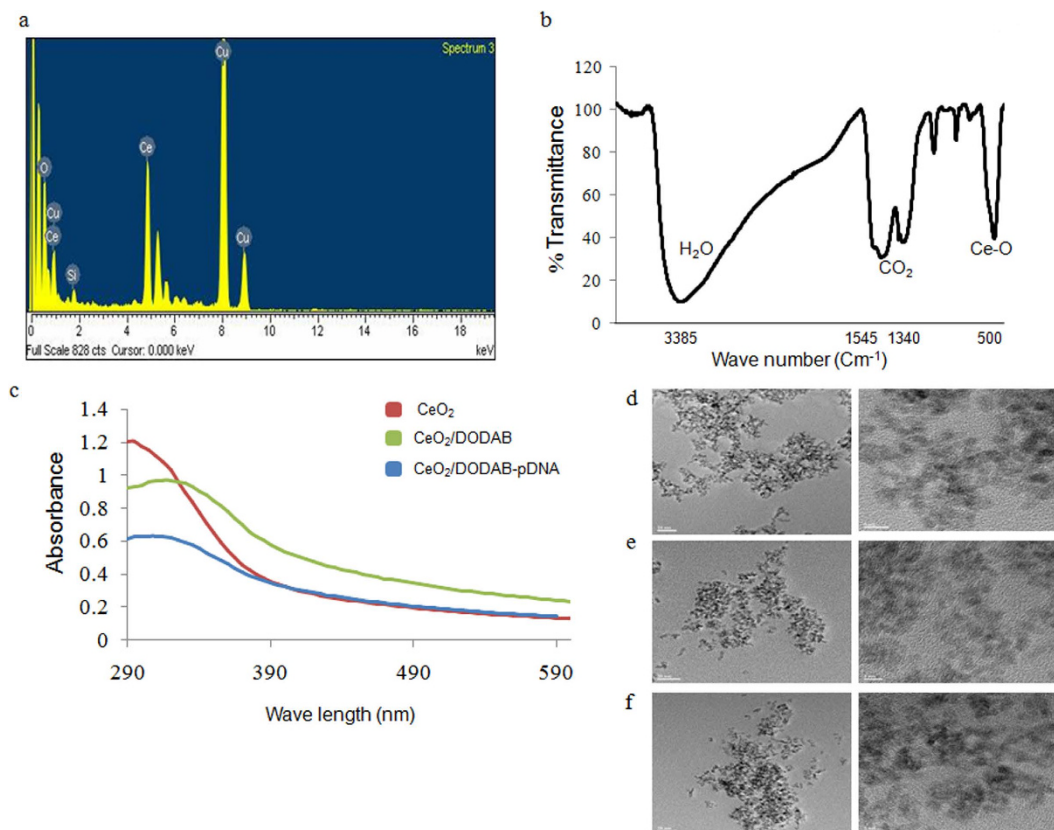 a
Spectrum 3
Cu
Ce
O
Cu
Ce
Si
Cu
0 2 4 6 8 10 12 14 16 18
Full Scale 828 cts Cursor: 0.000 keV keV
b
120
100
80
60
40
20
0
% Transmittance
H₂O
CO₂
Ce-O
3385 1545 1340 500
Wave number (Cm⁻¹)
c
1.4
1.2
1
0.8
0.6
0.4
0.2
0
Absorbance
CeO₂
CeO₂/DODAB
CeO₂/DODAB-pDNA
290 390 490 590
Wave length (nm)
d
e
f